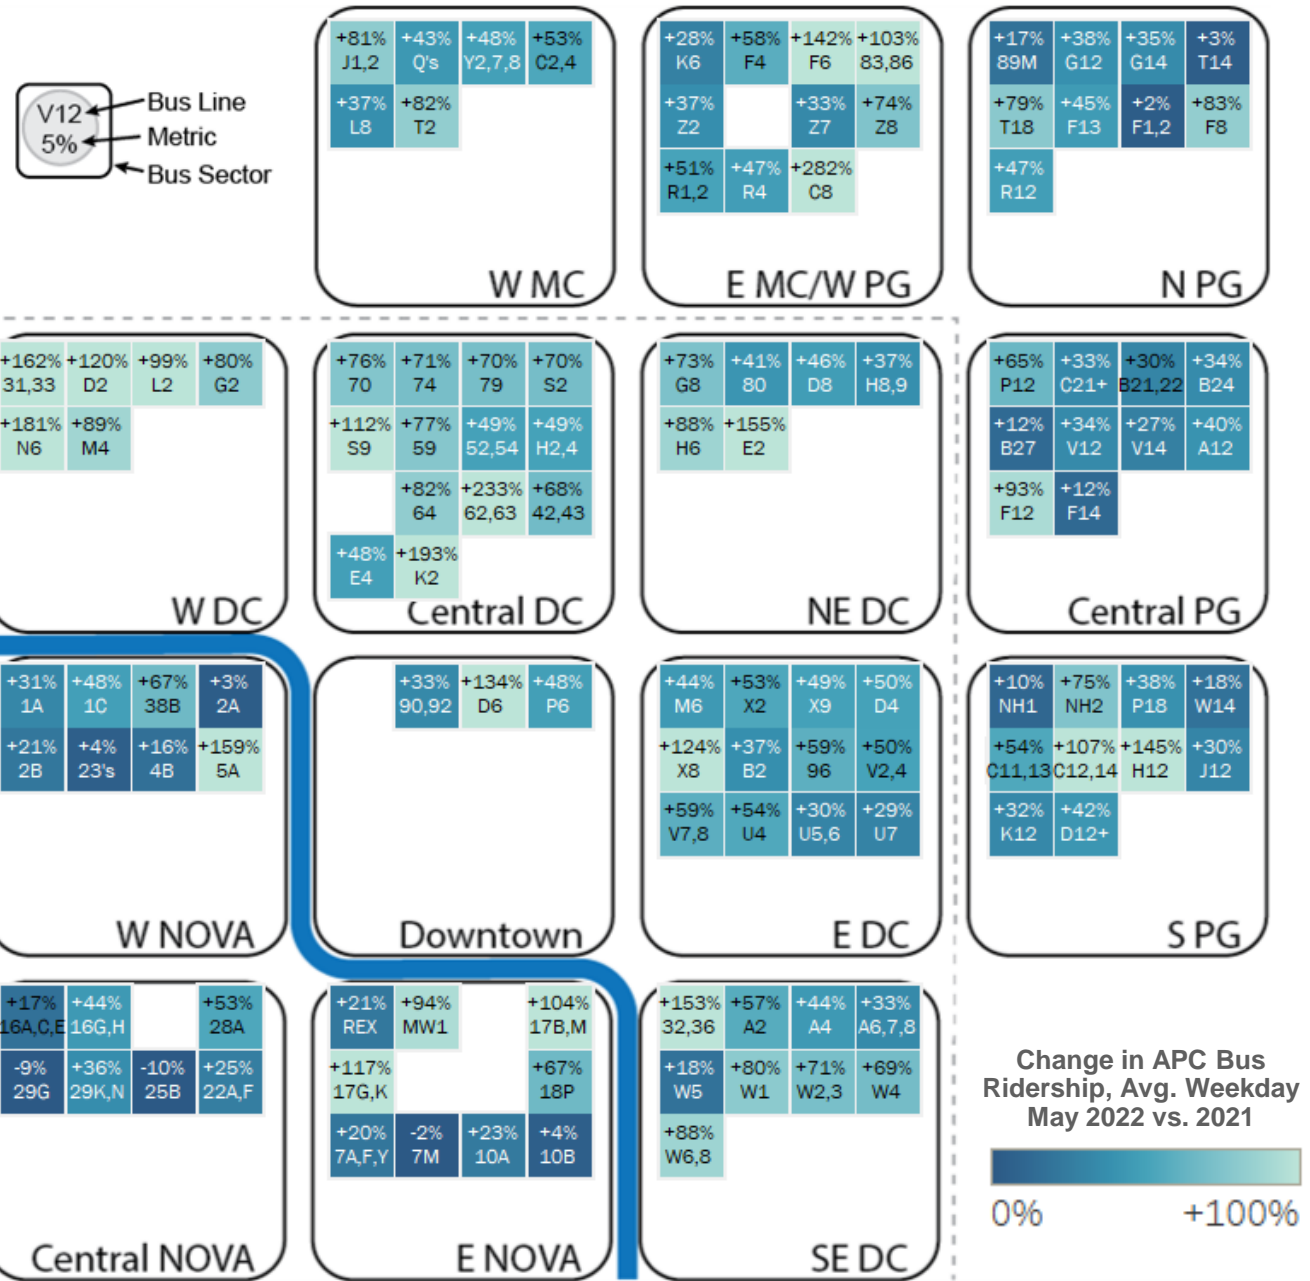 V12
5%
Bus Line
Metric
Bus Sector
+81% +43% +48% +53%
J1,2 Q's Y2,7,8 C2,4
+37% +82%
L8 T2
W MC
+28% +58% +142% +103%
K6 F4 F6 83,86
+37% +33% +74%
Z2 Z7 Z8
+51% +47% +282%
R1,2 R4 C8
E MC/W PG
+17% +38% +35% +3%
89M G12 G14 T14
+79% +45% +2% +83%
T18 F13 F1,2 F8
+47%
R12
N PG
+162% +120% +99% +80%
31,33 D2 L2 G2
+181% +89%
N6 M4
W DC
+76% +71% +70% +70%
70 74 79 S2
+112% +77% +49% +49%
S9 59 52,54 H2,4
+82% +233% +68%
64 62,63 42,43
+48% +193%
E4 K2
Central DC
+73% +41% +46% +37%
G8 80 D8 H8,9
+88% +155%
H6 E2
NE DC
+65% +33% +30% +34%
P12 C21+ B21,22 B24
+12% +34% +27% +40%
B27 V12 V14 A12
+93% +12%
F12 F14
Central PG
+31% +48% +67% +3%
1A 1C 38B 2A
+21% +4% +16% +159%
2B 23's 4B 5A
W NOVA
+33% +134% +48%
90,92 D6 P6
Downtown
+44% +53% +49% +50%
M6 X2 X9 D4
+124% +37% +59% +50%
X8 B2 96 V2,4
+59% +54% +30% +29%
V7,8 U4 U5,6 U7
E DC
+10% +75% +38% +18%
NH1 NH2 P18 W14
+54% +107% +145% +30%
C11,13 C12,14 H12 J12
+32% +42%
K12 D12+
S PG
+17% +44% +53%
16A,C,E 16G,H 28A
-9% +36% -10% +25%
29G 29K,N 25B 22A,F
Central NOVA
+21% +94% +104%
REX MW1 17B,M
+117% +67%
17G,K 18P
+20% -2% +23% +4%
7A,F,Y 7M 10A 10B
E NOVA
+153% +57% +44% +33%
32,36 A2 A4 A6,7,8
+18% +80% +71% +69%
W5 W1 W2,3 W4
+88%
W6,8
SE DC
Change in APC Bus
Ridership, Avg. Weekday
May 2022 vs. 2021
0% +100%